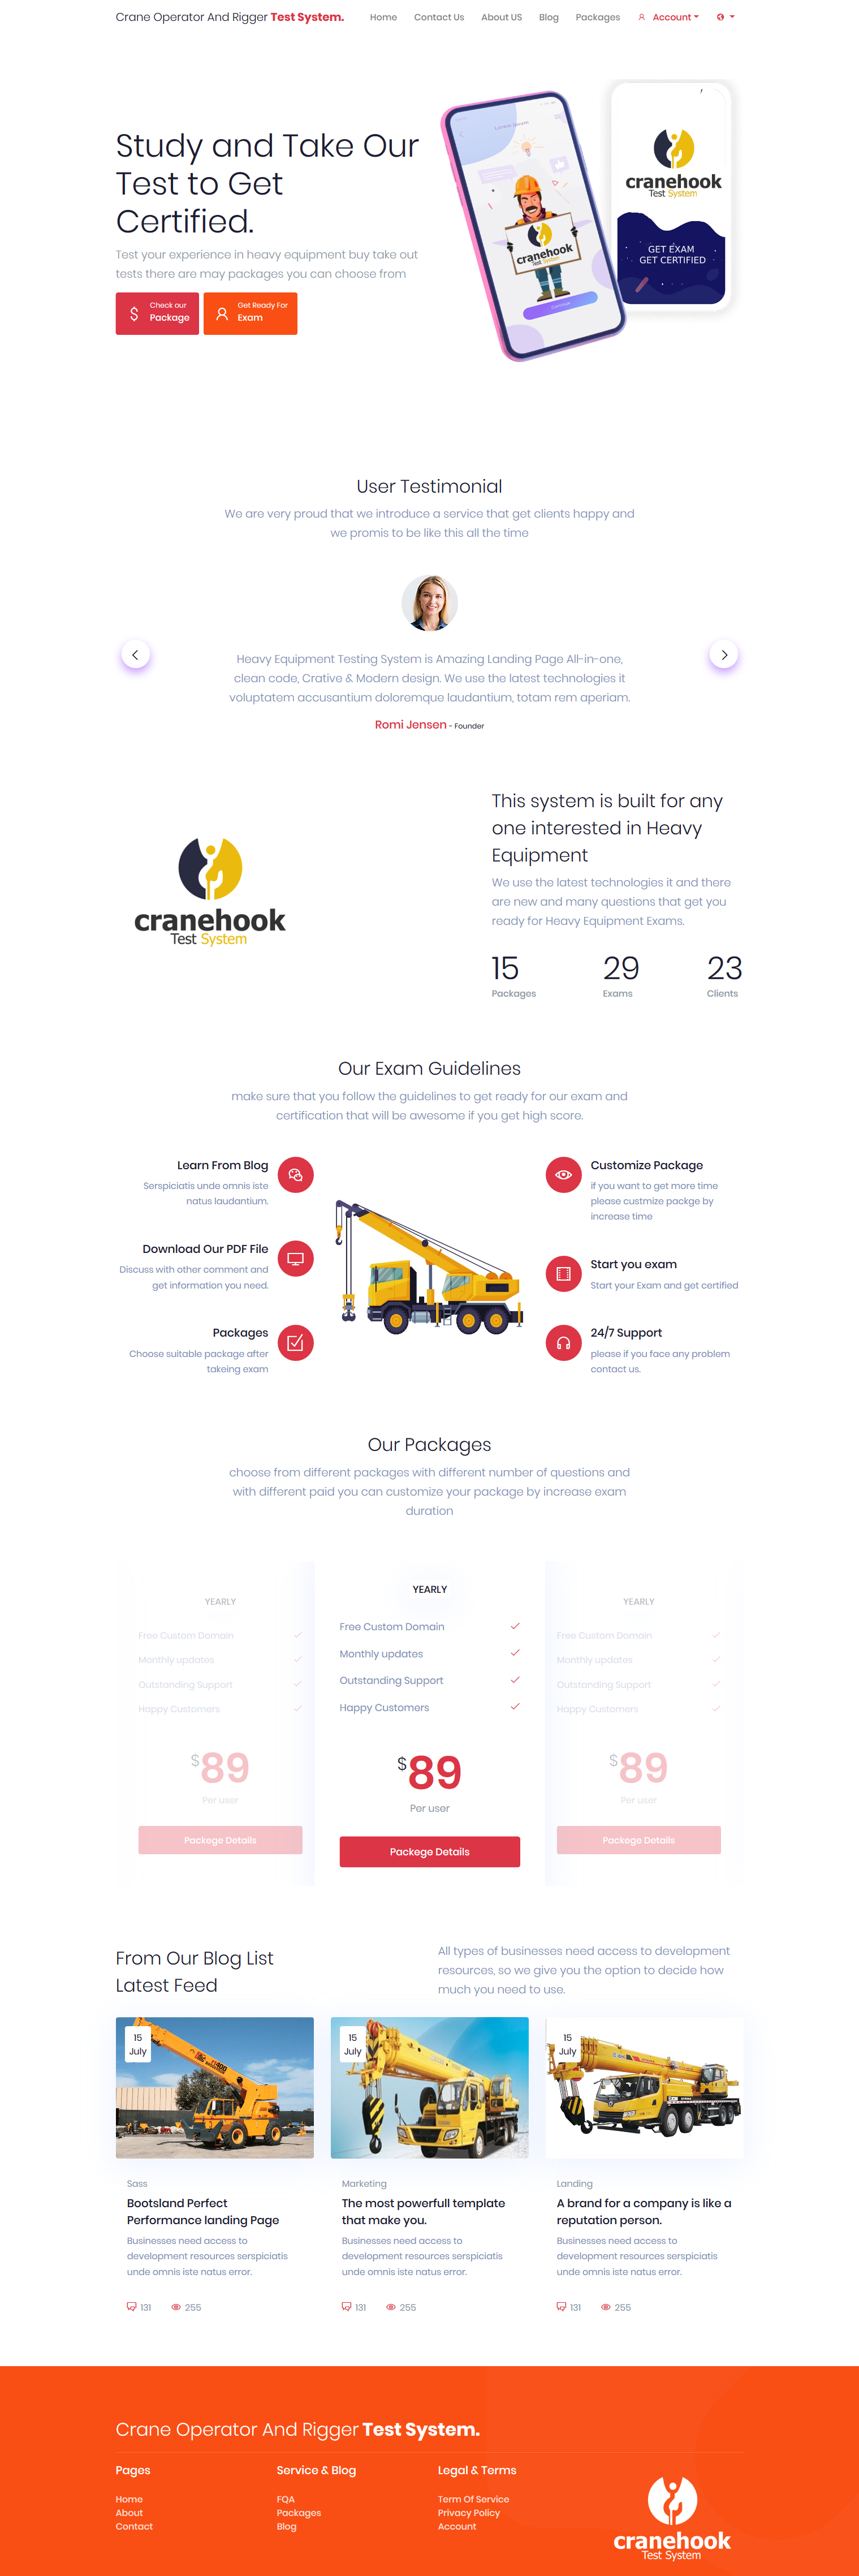 Crane Operator And Rigger Test System.
Home
Contact Us
About US
Blog
Packages
Account
Study and Take Our
Test to Get
Certified.
Test your experience in heavy equipment buy take out
tests there are may packages you can choose from
Check our
Package
Get Ready For
Exam
Lorem ipsum
cranehook
Test System
Continue
cranehook
Test System
GET EXAM
GET CERTIFIED
User Testimonial
We are very proud that we introduce a service that get clients happy and
we promis to be like this all the time
Heavy Equipment Testing System is Amazing Landing Page All-in-one,
clean code, Crative & Modern design. We use the latest technologies it
voluptatem accusantium doloremque laudantium, totam rem aperiam.
Romi Jensen - Founder
cranehook
Test System
This system is built for any
one interested in Heavy
Equipment
We use the latest technologies it and there
are new and many questions that get you
ready for Heavy Equipment Exams.
15
Packages
29
Exams
23
Clients
Our Exam Guidelines
make sure that you follow the guidelines to get ready for our exam and
certification that will be awesome if you get high score.
Learn From Blog
Serspiciatis unde omnis iste
natus laudantium.
Download Our PDF File
Discuss with other comment and
get information you need.
Packages
Choose suitable package after
takeing exam
Customize Package
if you want to get more time
please custmize packge by
increase time
Start you exam
Start your Exam and get certified
24/7 Support
please if you face any problem
contact us.
Our Packages
choose from different packages with different number of questions and
with different paid you can customize your package by increase exam
duration
YEARLY
Free Custom Domain
Monthly updates
Outstanding Support
Happy Customers
$89
Per user
Packege Details
YEARLY
Free Custom Domain
Monthly updates
Outstanding Support
Happy Customers
$89
Per user
Packege Details
YEARLY
Free Custom Domain
Monthly updates
Outstanding Support
Happy Customers
$89
Per user
Packege Details
From Our Blog List
Latest Feed
All types of businesses need access to development
resources, so we give you the option to decide how
much you need to use.
15
July
Sass
Bootsland Perfect
Performance landing Page
Businesses need access to
development resources serspiciatis
unde omnis iste natus error.
131
255
15
July
Marketing
The most powerfull template
that make you.
Businesses need access to
development resources serspiciatis
unde omnis iste natus error.
131
255
15
July
Landing
A brand for a company is like a
reputation person.
Businesses need access to
development resources serspiciatis
unde omnis iste natus error.
131
255
Crane Operator And Rigger Test System.
Pages
Home
About
Contact
Service & Blog
FQA
Packages
Blog
Legal & Terms
Term Of Service
Privacy Policy
Account
cranehook
Test System